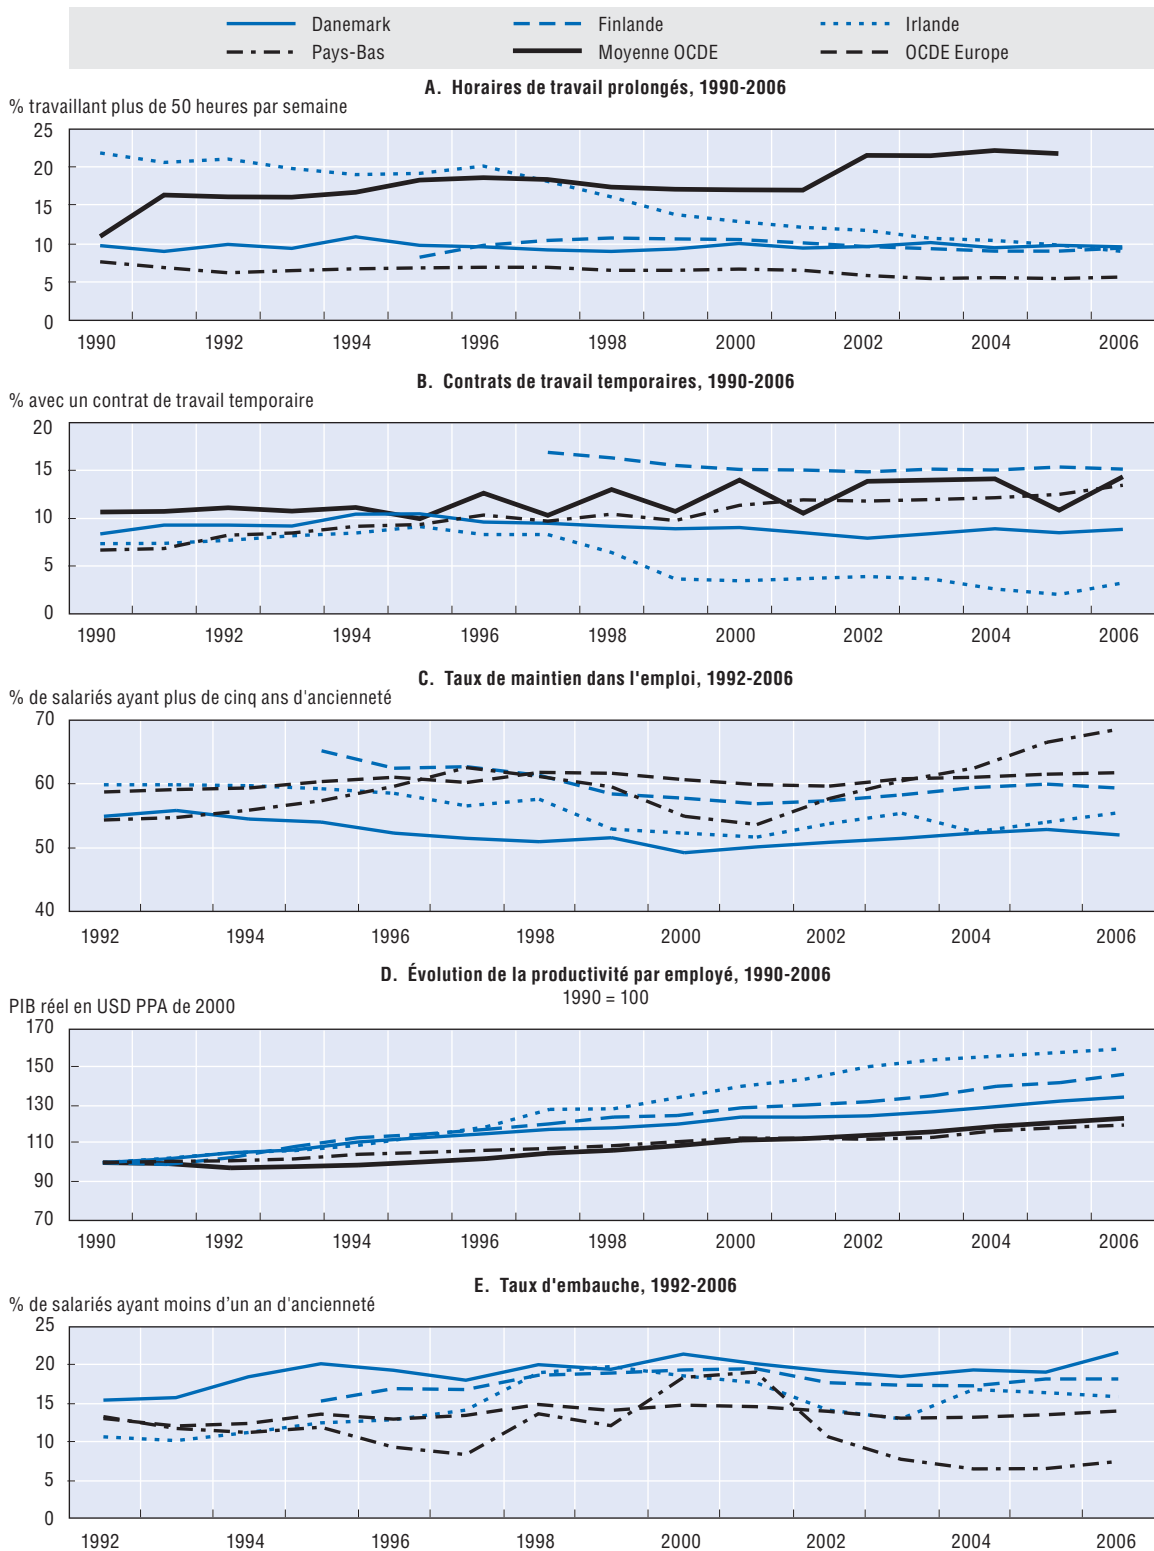 Danemark Finlande Irlande
Pays-Bas Moyenne OCDE OCDE Europe
A. Horaires de travail prolongés, 1990-2006
% travaillant plus de 50 heures par semaine
25
20
15
10
5
0
1990 1992 1994 1996 1998 2000 2002 2004 2006
B. Contrats de travail temporaires, 1990-2006
% avec un contrat de travail temporaire
20
15
10
5
0
1990 1992 1994 1996 1998 2000 2002 2004 2006
C. Taux de maintien dans l'emploi, 1992-2006
% de salariés ayant plus de cinq ans d'ancienneté
70
60
50
40
1992 1994 1996 1998 2000 2002 2004 2006
D. Évolution de la productivité par employé, 1990-2006
1990 = 100
PIB réel en USD PPA de 2000
170
150
130
110
90
70
1990 1992 1994 1996 1998 2000 2002 2004 2006
E. Taux d'embauche, 1992-2006
% de salariés ayant moins d’un an d'ancienneté
25
20
15
10
5
0
1992 1994 1996 1998 2000 2002 2004 2006